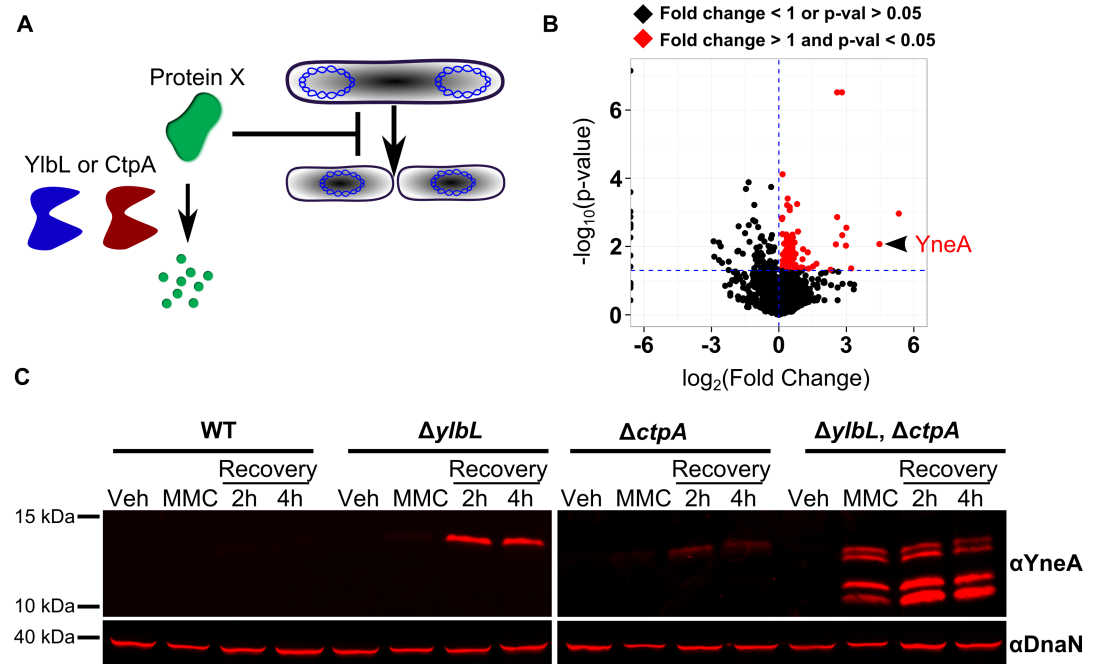 A
Protein X
YlbL or CtpA
B
Fold change < 1 or p-val > 0.05
Fold change > 1 and p-val < 0.05
-log10(p-value)
6
4
2
0
YneA
-6 -3 0 3 6
log2(Fold Change)
C
WT ΔylbL ΔctpA ΔylbL, ΔctpA
Recovery Recovery Recovery Recovery
Veh MMC 2h 4h Veh MMC 2h 4h Veh MMC 2h 4h Veh MMC 2h 4h
15 kDa
αYneA
10 kDa
40 kDa
αDnaN